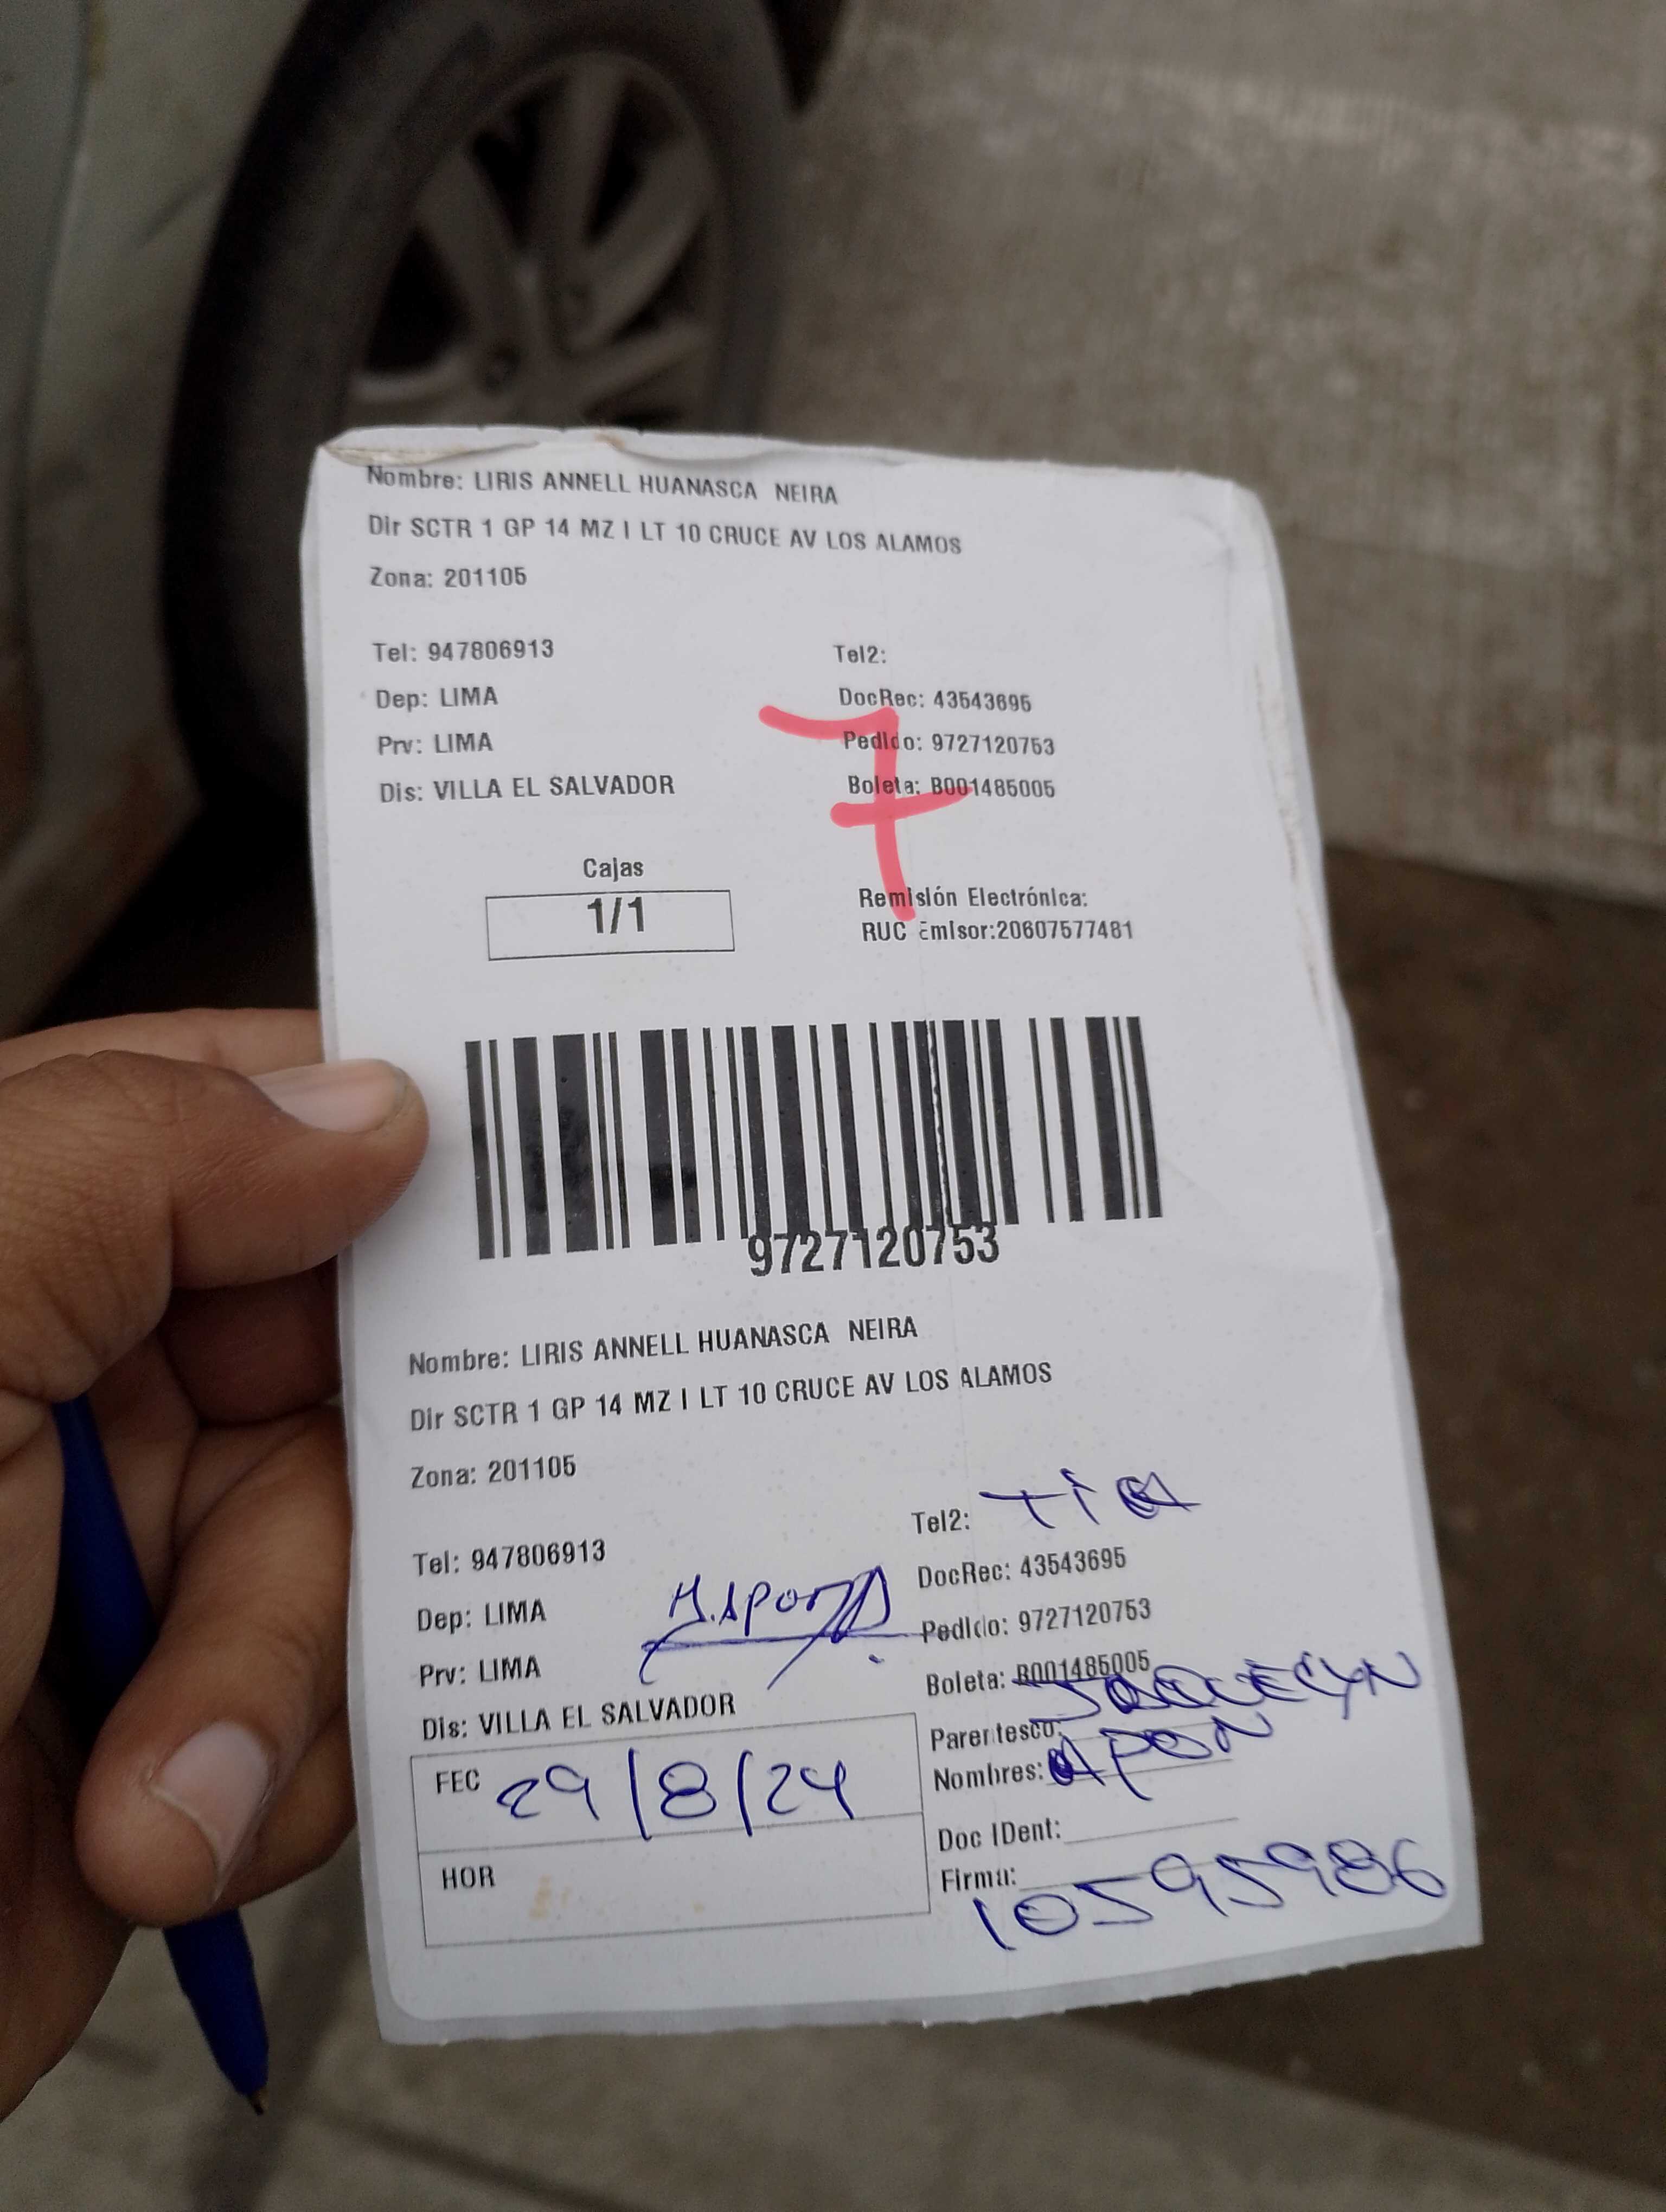 Nombre: LIRIS ANNELL HUANASCA NEIRA
Dir SCTR 1 GP 14 MZ I LT 10 CRUCE AV LOS ALAMOS
Zona: 201105
Tel: 947806913
Tel2:
Dep: LIMA
DocRec: 43543695
Prv: LIMA
Pedido: 9727120753
Dis: VILLA EL SALVADOR
Boleta: B001485005
7
Cajas
1/1
Remisión Electrónica:
RUC Emisor:20607577481
9727120753
Nombre: LIRIS ANNELL HUANASCA NEIRA
Dir SCTR 1 GP 14 MZ I LT 10 CRUCE AV LOS ALAMOS
Zona: 201105
Tel2: TIA
Tel: 947806913
DocRec: 43543695
Dep: LIMA
Pedido: 9727120753
Prv: LIMA
Boleta: B001485005
Dis: VILLA EL SALVADOR
Parentesco: JAQUELYN
Nombres: APON
FEC 29/8/24
Doc IDent:
HOR
Firma:
10595986